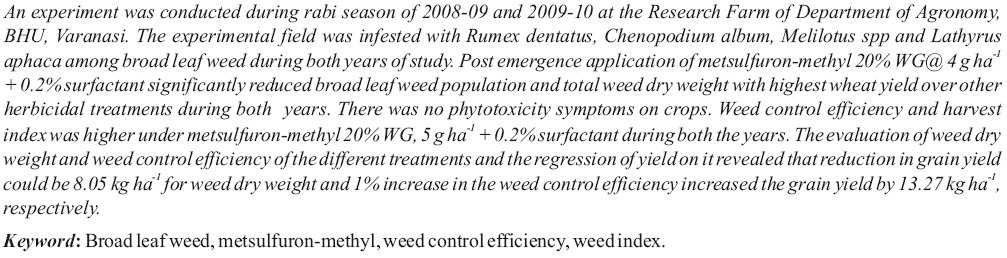 An experiment was conducted during rabi season of 2008-09 and 2009-10 at the Research Farm of Department of Agronomy,
BHU, Varanasi. The experimental field was infested with Rumex dentatus, Chenopodium album, Melilotus spp and Lathyrus
aphaca among broad leaf weed during both years of study. Post emergence application of metsulfuron-methyl 20% WG@ 4 g ha⁻¹
+ 0.2% surfactant significantly reduced broad leaf weed population and total weed dry weight with highest wheat yield over other
herbicidal treatments during both years. There was no phytotoxicity symptoms on crops. Weed control efficiency and harvest
index was higher under metsulfuron-methyl 20% WG, 5 g ha⁻¹ + 0.2% surfactant during both the years. The evaluation of weed dry
weight and weed control efficiency of the different treatments and the regression of yield on it revealed that reduction in grain yield
could be 8.05 kg ha⁻¹ for weed dry weight and 1% increase in the weed control efficiency increased the grain yield by 13.27 kg ha⁻¹,
respectively.
Keyword: Broad leaf weed, metsulfuron-methyl, weed control efficiency, weed index.